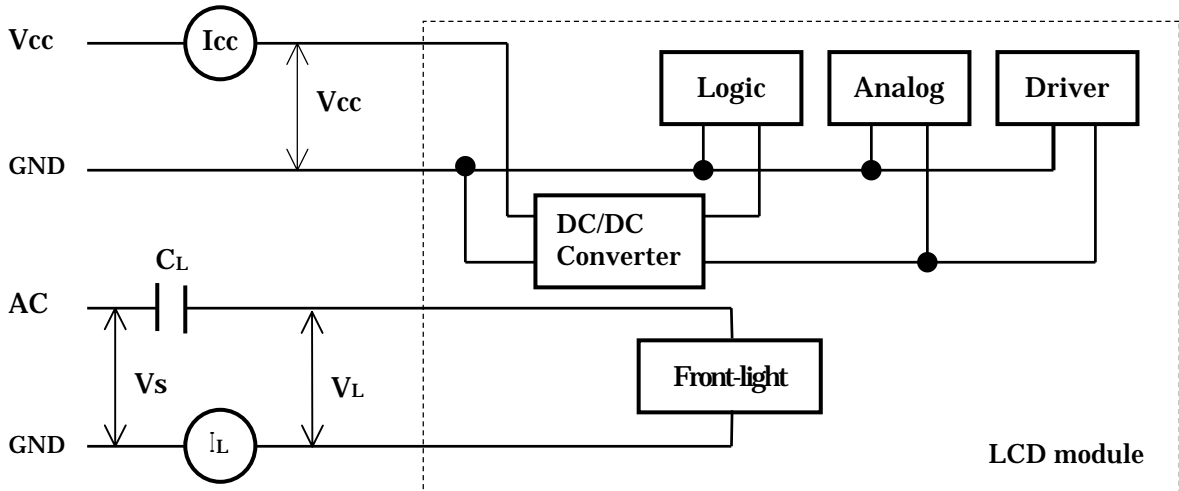 Vcc
Icc
Vcc
Logic
Analog
Driver
GND
DC/DC
Converter
CL
AC
Vs
VL
Front-light
GND
IL
LCD module